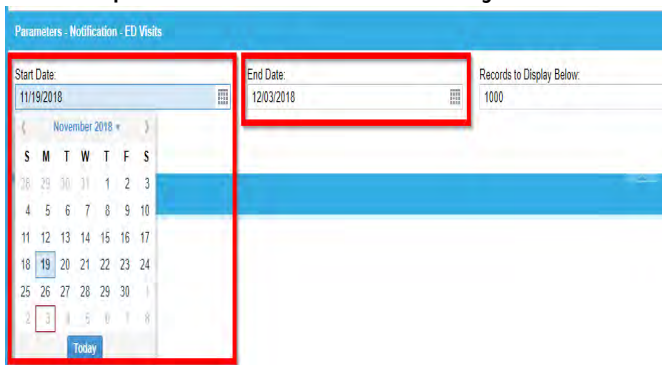 Parameters - Notification - ED Visits
Start Date: End Date: Records to Display Below:
11/19/2018 12/03/2018 1000
November 2018
S M T W T F S
28 29 30 31 1 2 3
4 5 6 7 8 9 10
11 12 13 14 15 16 17
18 19 20 21 22 23 24
25 26 27 28 29 30 1
2 3 4 5 6 7 8
Today